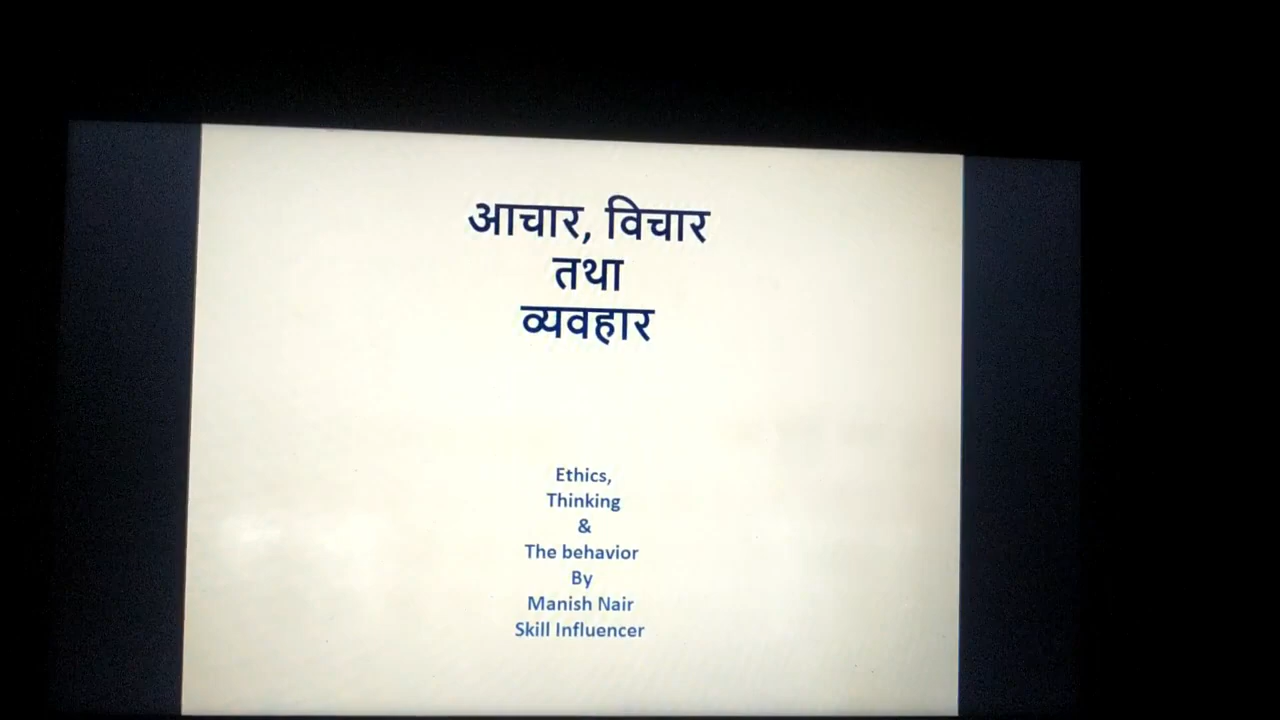 आचार, विचार
तथा
व्यवहार
Ethics,
Thinking
&
The behavior
By
Manish Nair
Skill Influencer